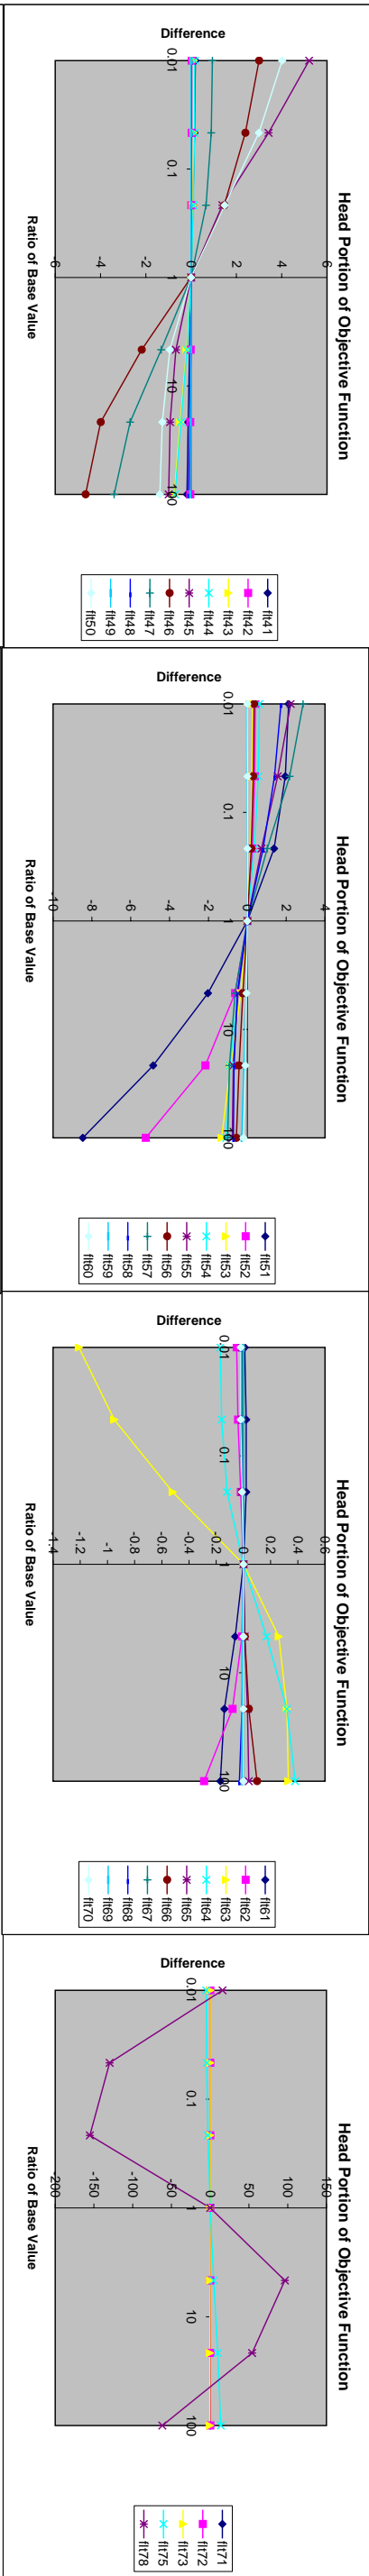 Head Portion of Objective Function
-6
-4
-2
0
2
4
6
0.01
0.1
1
10
100
Ratio of Base Value
Difference
flt41
flt42
flt43
flt44
flt45
flt46
flt47
flt48
flt49
flt50
Head Portion of Objective Function
-10
-8
-6
-4
-2
0
2
4
0.01
0.1
1
10
100
Ratio of Base Value
Difference
flt51
flt52
flt53
flt54
flt55
flt56
flt57
flt58
flt59
flt60
Head Portion of Objective Function
-1.4
-1.2
-1
-0.8
-0.6
-0.4
-0.2
0
0.2
0.4
0.6
0.01
0.1
1
10
100
Ratio of Base Value
Difference
flt61
flt62
flt63
flt64
flt65
flt66
flt67
flt68
flt69
flt70
Head Portion of Objective Function
-200
-150
-100
-50
0
50
100
150
0.01
0.1
1
10
100
Ratio of Base Value
Difference
flt71
flt72
flt73
flt75
flt78